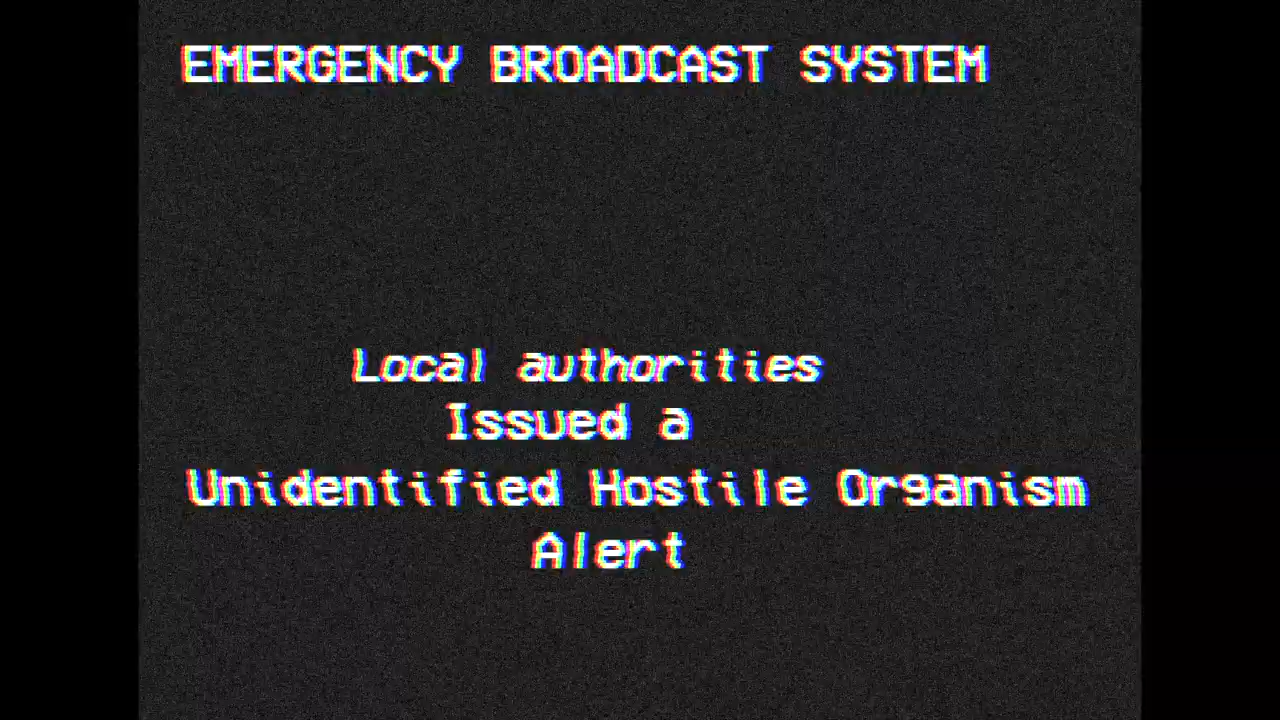 EMERGENCY BROADCAST SYSTEM
Local authorities
Issued a
Unidentified Hostile Organism
Alert